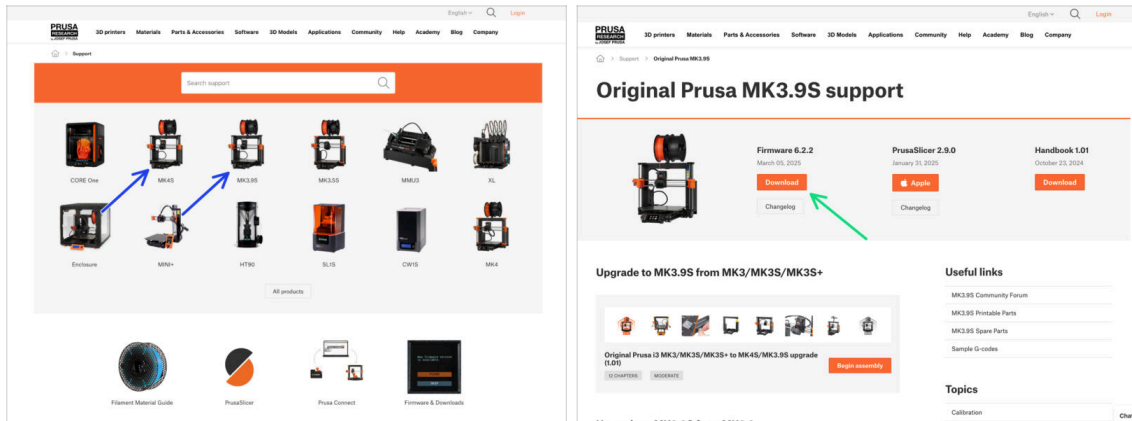 English
Login
PRUSA
RESEARCH
by JOSEF PRUSA
3D printers Materials Parts & Accessories Software 3D Models Applications Community Help Academy Blog Company
Support
Search support
CORE One MK4S MK3.9S MK3.5S MMU3 XL
Enclosure MINI+ HT90 SL1S CW1S MK4
All products
Filament Material Guide PrusaSlicer Prusa Connect Firmware & Downloads
English
Login
PRUSA
RESEARCH
by JOSEF PRUSA
3D printers Materials Parts & Accessories Software 3D Models Applications Community Help Academy Blog Company
Support Original Prusa MK3.9S
Original Prusa MK3.9S support
Firmware 6.2.2
March 05, 2025
Download
Changelog
PrusaSlicer 2.9.0
January 31, 2025
Apple
Changelog
Handbook 1.01
October 23, 2024
Download
Upgrade to MK3.9S from MK3/MK3S/MK3S+
Original Prusa i3 MK3/MK3S/MK3S+ to MK4S/MK3.9S upgrade
(1.01)
12 CHAPTERS MODERATE
Begin assembly
Useful links
MK3.9S Community Forum
MK3.9S Printable Parts
MK3.9S Spare Parts
Sample G-codes
Topics
Calibration
Chat